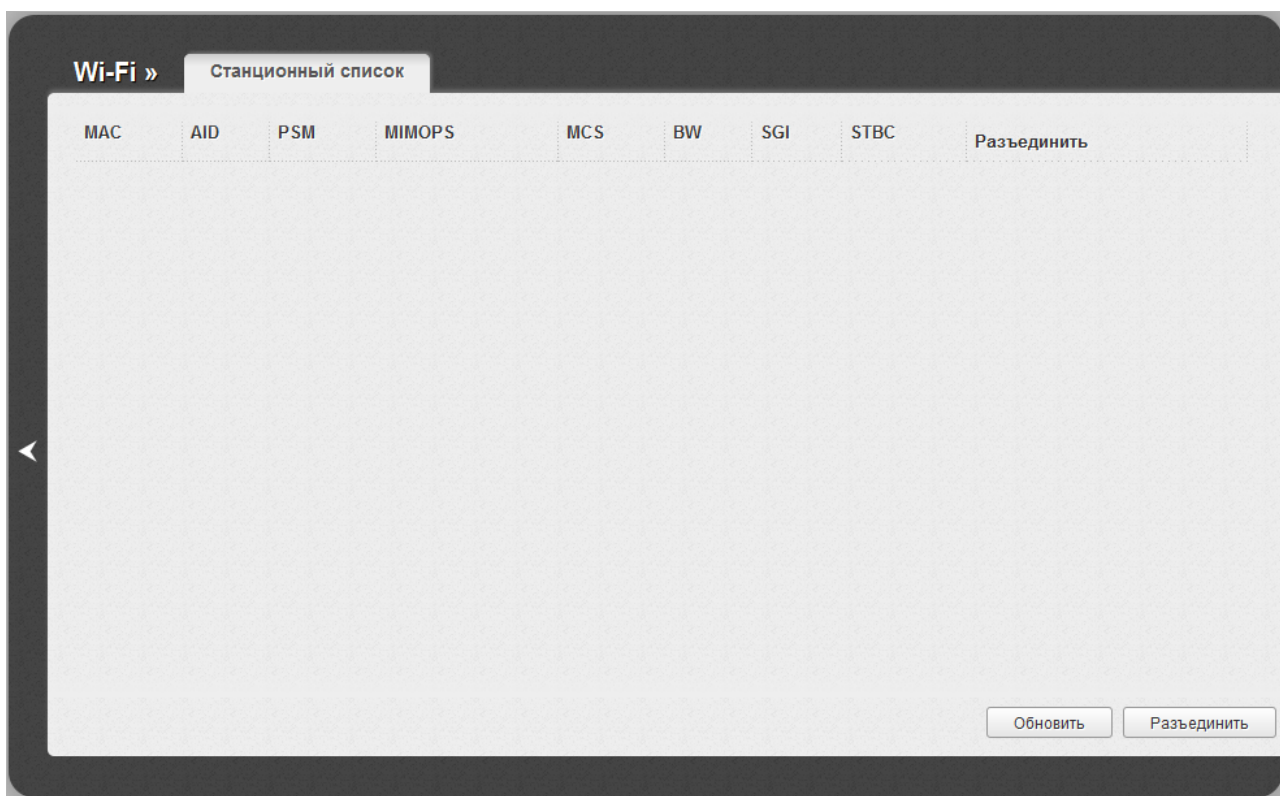 Wi-Fi »
Станционный список
MAC AID PSM MIMOPS MCS BW SGI STBC Разъединить
Обновить Разъединить